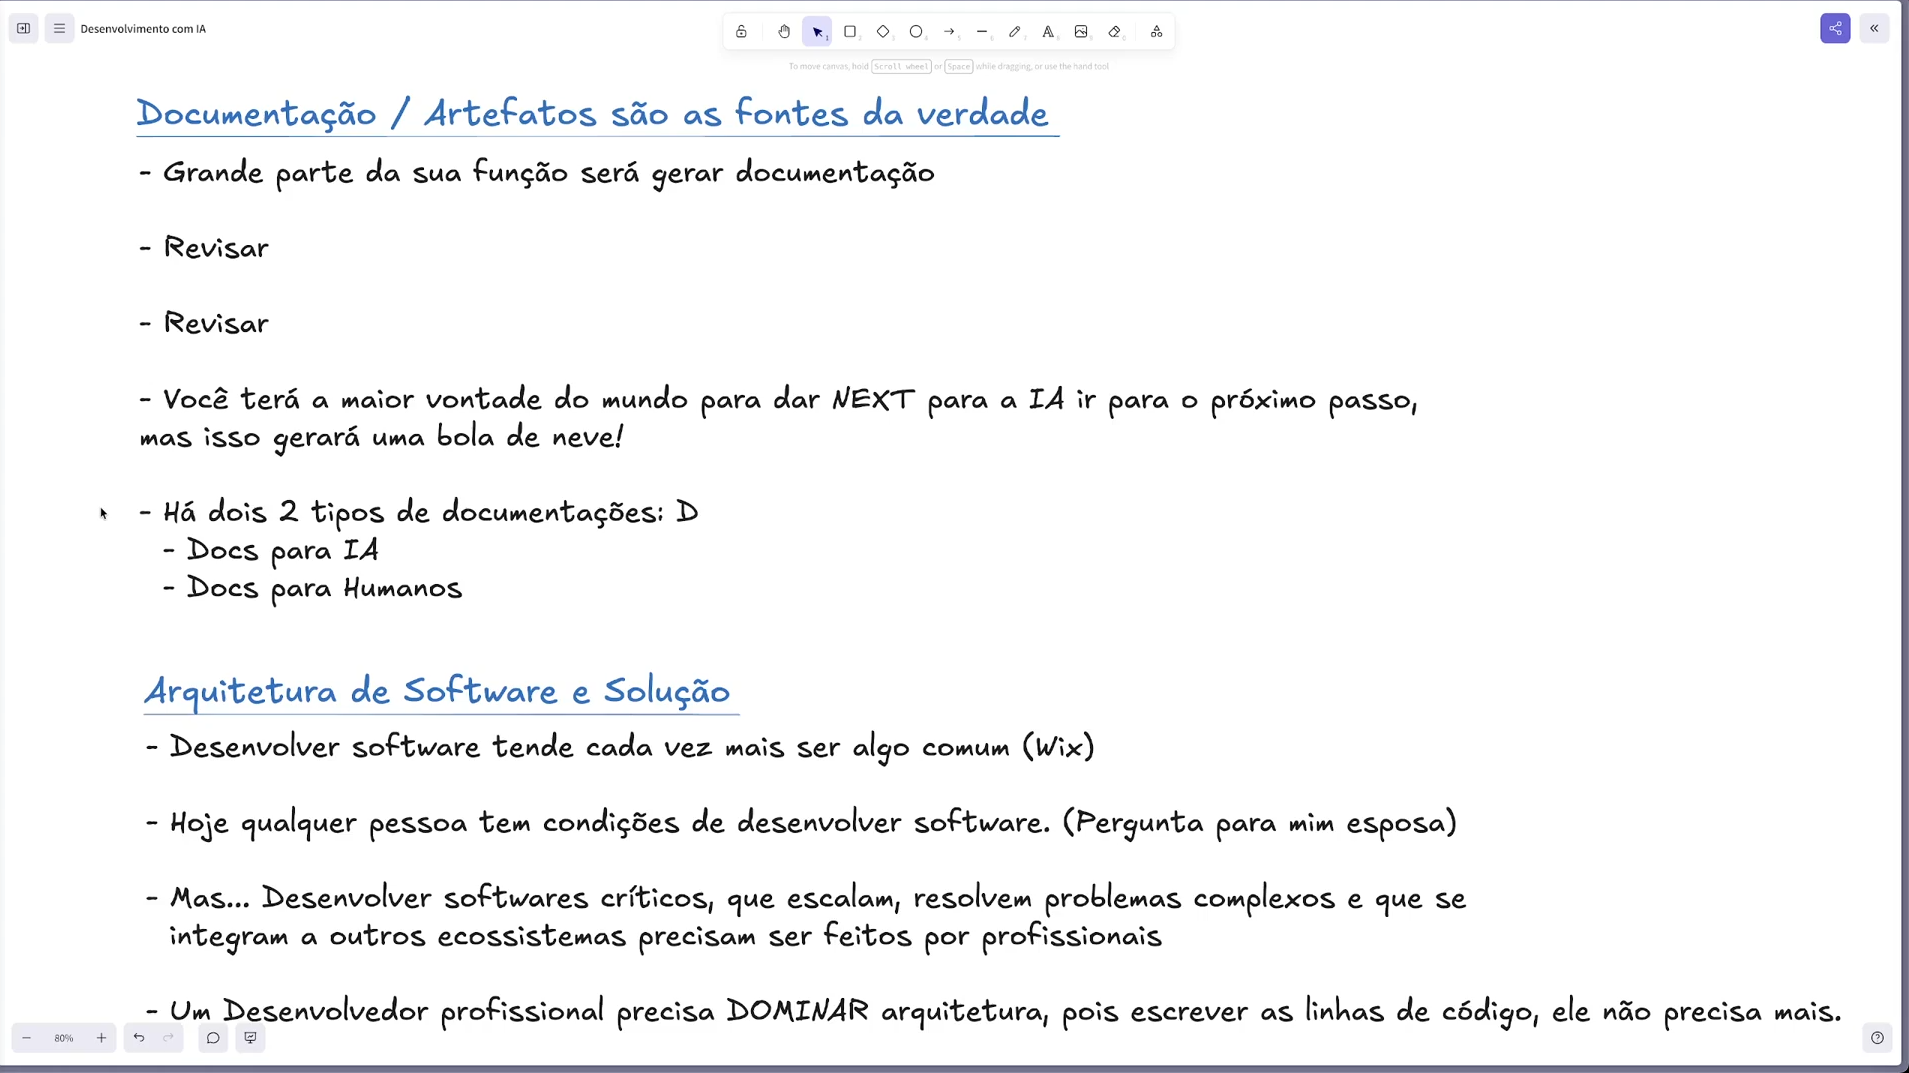 Desenvolvimento com IA
To move canvas, hold Scroll wheel or Space while dragging, or use the hand tool
Documentação / Artefatos são as fontes da verdade
- Grande parte da sua função será gerar documentação
- Revisar
- Revisar
- Você terá a maior vontade do mundo para dar NEXT para a IA ir para o próximo passo,
mas isso gerará uma bola de neve!
- Há dois 2 tipos de documentações: D
- Docs para IA
- Docs para Humanos
Arquitetura de Software e Solução
- Desenvolver software tende cada vez mais ser algo comum (Wix)
- Hoje qualquer pessoa tem condições de desenvolver software. (Pergunta para mim esposa)
- Mas... Desenvolver softwares críticos, que escalam, resolvem problemas complexos e que se
integram a outros ecossistemas precisam ser feitos por profissionais
- Um Desenvolvedor profissional precisa DOMINAR arquitetura, pois escrever as linhas de código, ele não precisa mais.
80%